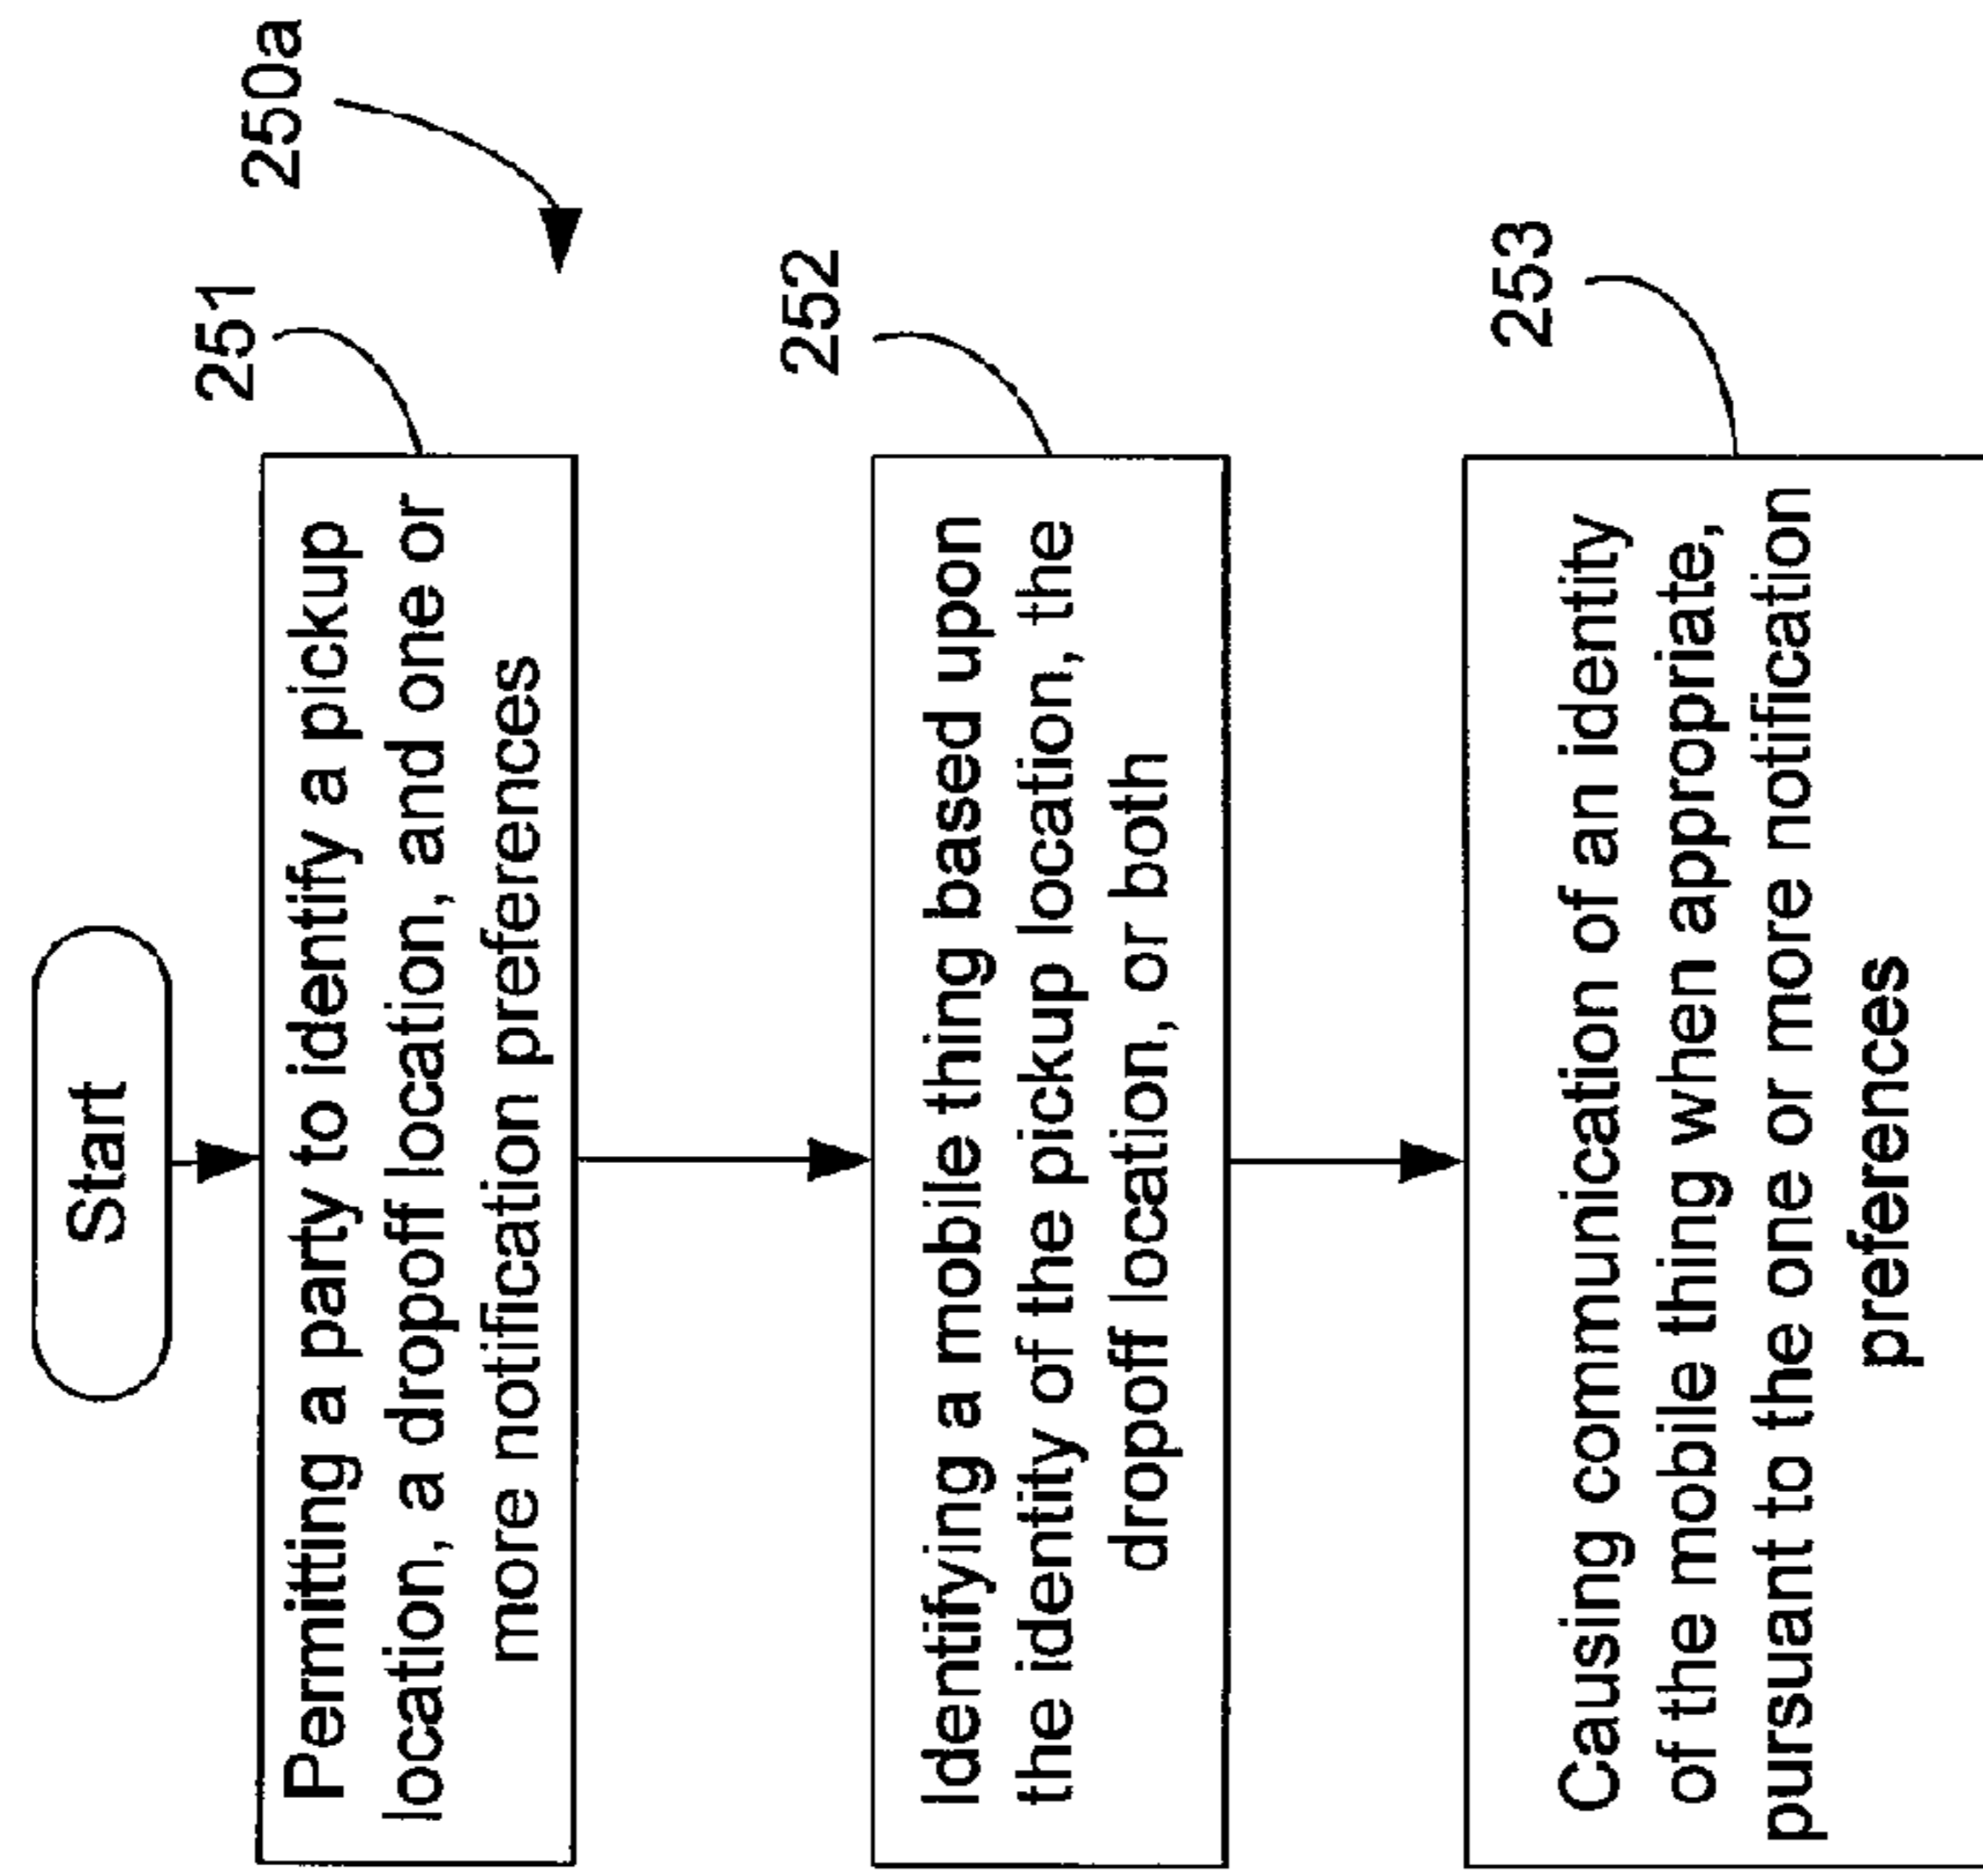 Start
250a
251
Permitting a party to identify a pickup
location, a dropoff location, and one or
more notification preferences
252
Identifying a mobile thing based upon
the identity of the pickup location, the
dropoff location, or both
253
Causing communication of an identity
of the mobile thing when appropriate,
pursuant to the one or more notification
preferences